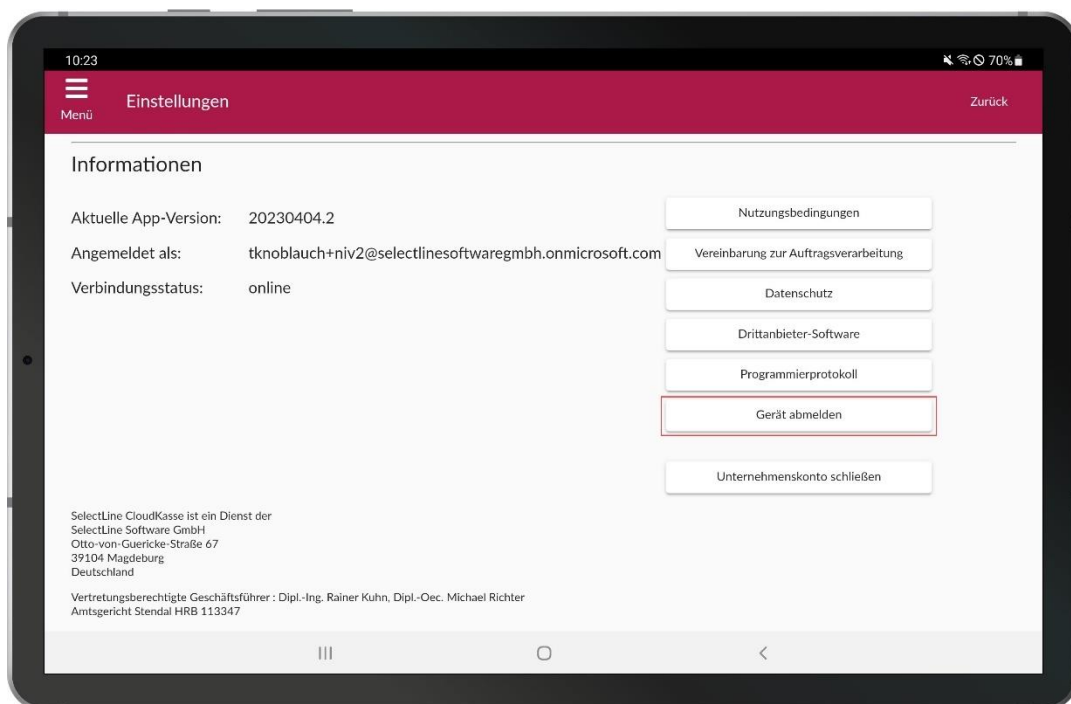 10:23
70%
Menü
Einstellungen
Zurück
Informationen
Aktuelle App-Version: 20230404.2
Angemeldet als: tknoblauch+niv2@selectlinesoftwaregmbh.onmicrosoft.com
Verbindungsstatus: online
Nutzungsbedingungen
Vereinbarung zur Auftragsverarbeitung
Datenschutz
Drittanbieter-Software
Programmierprotokoll
Gerät abmelden
Unternehmenskonto schließen
SelectLine CloudKasse ist ein Dienst der
SelectLine Software GmbH
Otto-von-Guericke-Straße 67
39104 Magdeburg
Deutschland
Vertretungsberechtigte Geschäftsführer : Dipl.-Ing. Rainer Kuhn, Dipl.-Oec. Michael Richter
Amtsgericht Stendal HRB 113347